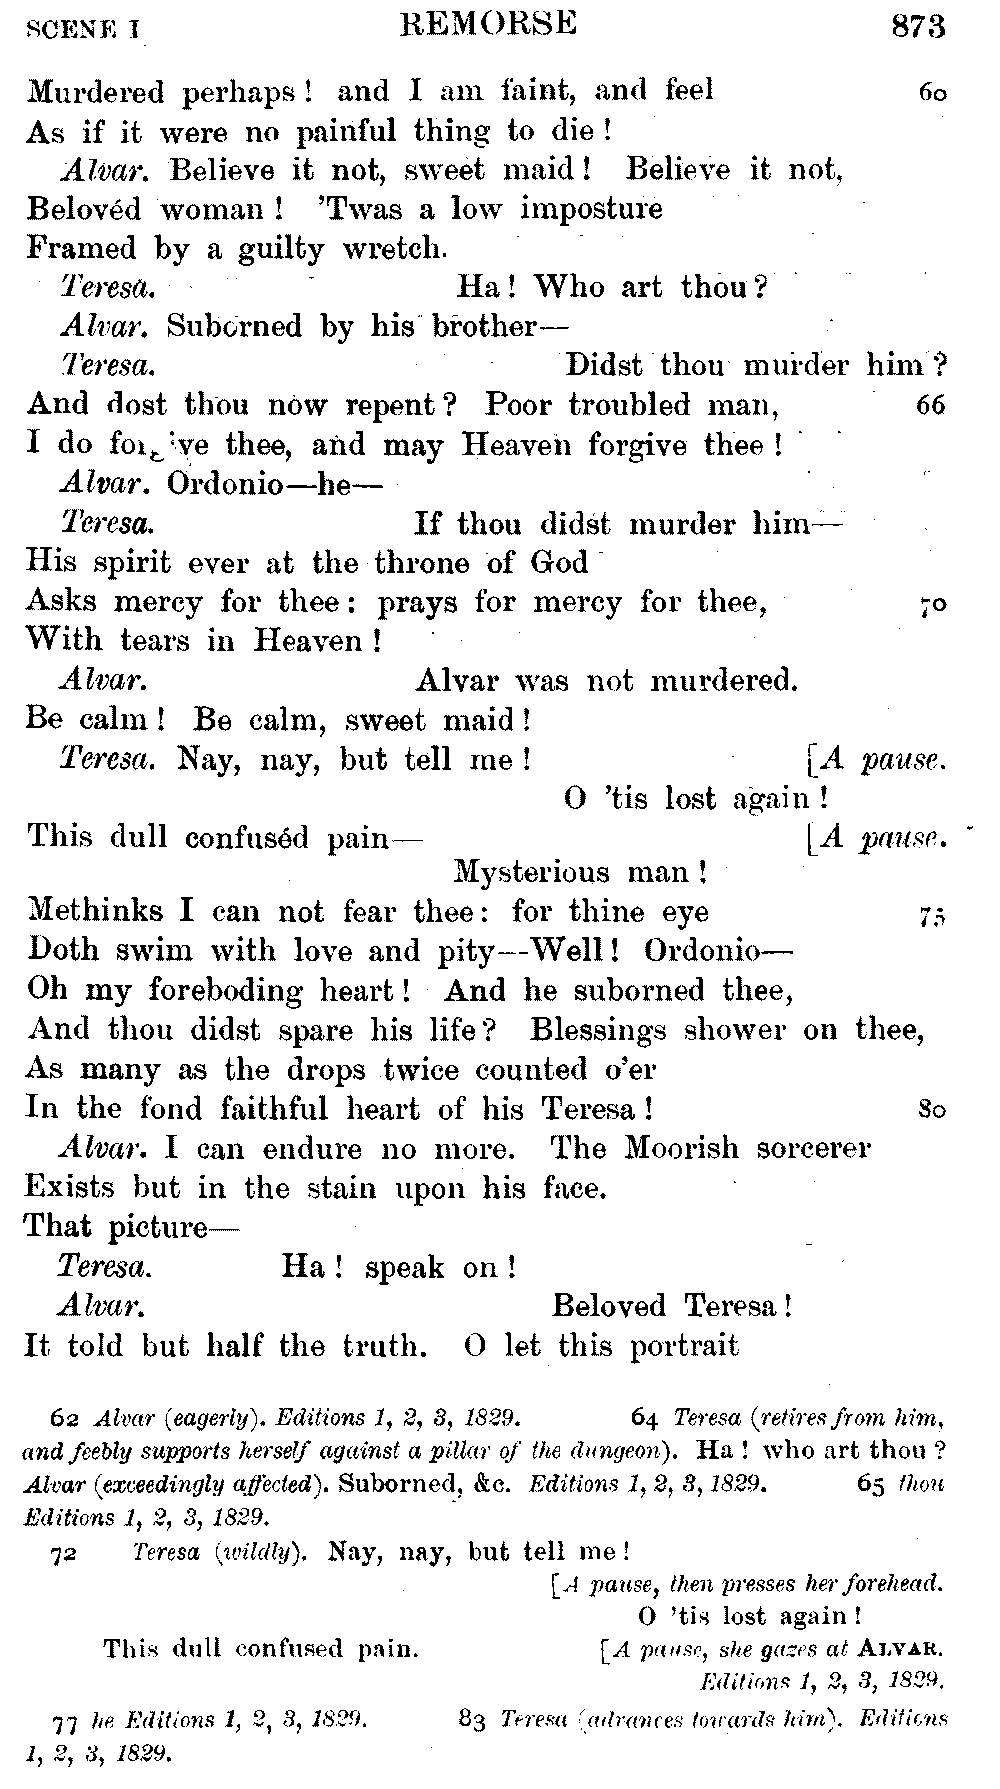 SCENE I REMORSE 873
Murdered perhaps! and I am faint, and feel 60
As if it were no painful thing to die!
Alvar. Believe it not, sweet maid! Believe it not,
Belovéd woman! 'Twas a low imposture
Framed by a guilty wretch.
Teresa. Ha! Who art thou?
Alvar. Suborned by his brother—
Teresa. Didst thou murder him?
And dost thou now repent? Poor troubled man, 66
I do forgive thee, and may Heaven forgive thee!
Alvar. Ordonio—he—
Teresa. If thou didst murder him—
His spirit ever at the throne of God
Asks mercy for thee: prays for mercy for thee, 70
With tears in Heaven!
Alvar. Alvar was not murdered.
Be calm! Be calm, sweet maid!
Teresa. Nay, nay, but tell me! [A pause.
O 'tis lost again!
This dull confuséd pain— [A pause.
Mysterious man!
Methinks I can not fear thee: for thine eye 75
Doth swim with love and pity—Well! Ordonio—
Oh my foreboding heart! And he suborned thee,
And thou didst spare his life? Blessings shower on thee,
As many as the drops twice counted o'er
In the fond faithful heart of his Teresa! 80
Alvar. I can endure no more. The Moorish sorcerer
Exists but in the stain upon his face.
That picture—
Teresa. Ha! speak on!
Alvar. Beloved Teresa!
It told but half the truth. O let this portrait
62 Alvar (eagerly). Editions 1, 2, 3, 1829. 64 Teresa (retires from him,
and feebly supports herself against a pillar of the dungeon). Ha! who art thou?
Alvar (exceedingly affected). Suborned, &c. Editions 1, 2, 3, 1829. 65 thou
Editions 1, 2, 3, 1829.
72 Teresa (wildly). Nay, nay, but tell me!
[A pause, then presses her forehead.
O 'tis lost again!
This dull confused pain. [A pause, she gazes at ALVAR.
Editions 1, 2, 3, 1829.
77 he Editions 1, 2, 3, 1829. 83 Teresa (advances towards him). Editions
1, 2, 3, 1829.